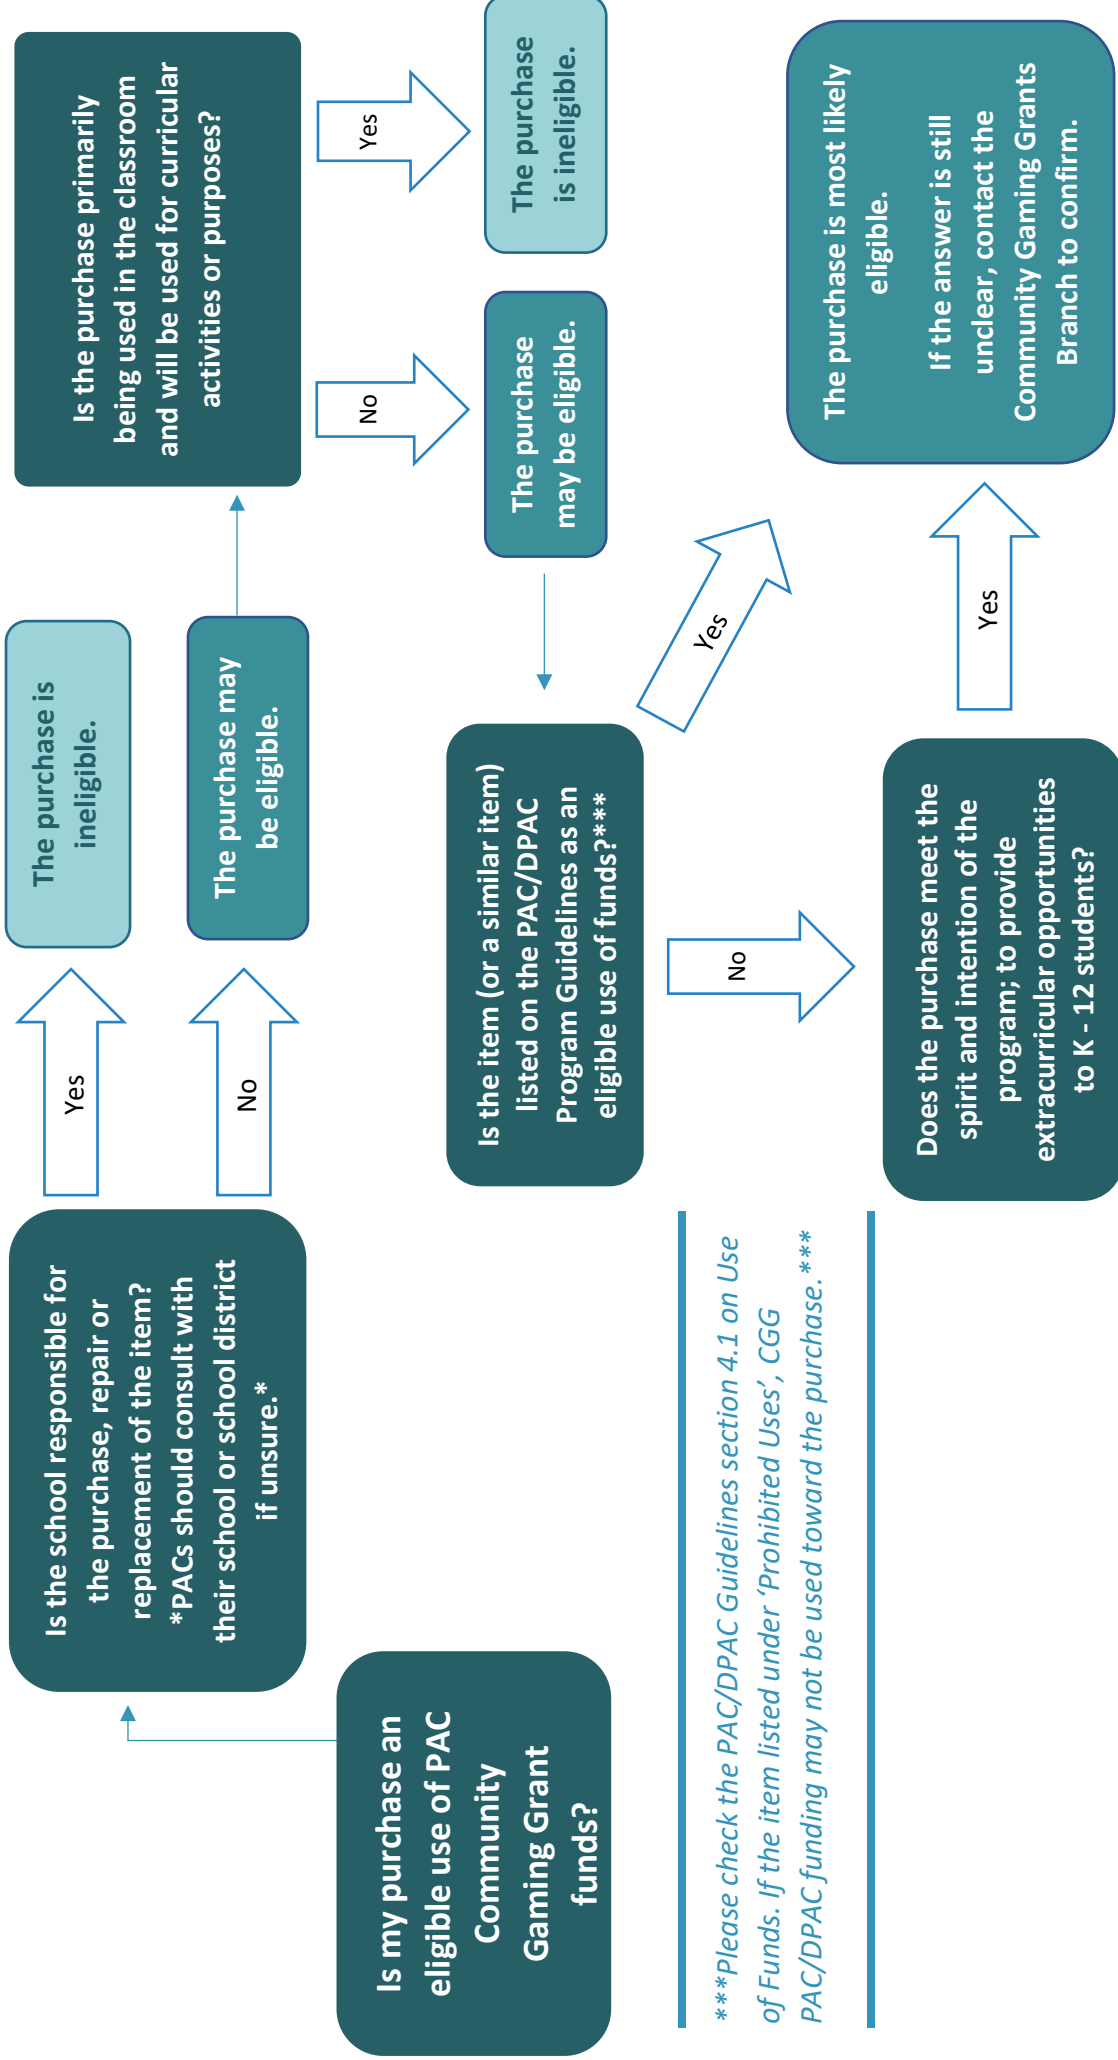 Is my purchase an
eligible use of PAC
Community
Gaming Grant
funds?
Is the school responsible for
the purchase, repair or
replacement of the item?
*PACs should consult with
their school or school district
if unsure.*
Yes
No
The purchase is
ineligible.
The purchase may
be eligible.
Is the purchase primarily
being used in the classroom
and will be used for curricular
activities or purposes?
No
Yes
The purchase
may be eligible.
The purchase
is ineligible.
Is the item (or a similar item)
listed on the PAC/DPAC
Program Guidelines as an
eligible use of funds?***
Yes
No
Does the purchase meet the
spirit and intention of the
program; to provide
extracurricular opportunities
to K - 12 students?
Yes
The purchase is most likely
eligible.
If the answer is still
unclear, contact the
Community Gaming Grants
Branch to confirm.
***Please check the PAC/DPAC Guidelines section 4.1 on Use
of Funds. If the item listed under ‘Prohibited Uses’, CGG
PAC/DPAC funding may not be used toward the purchase.***